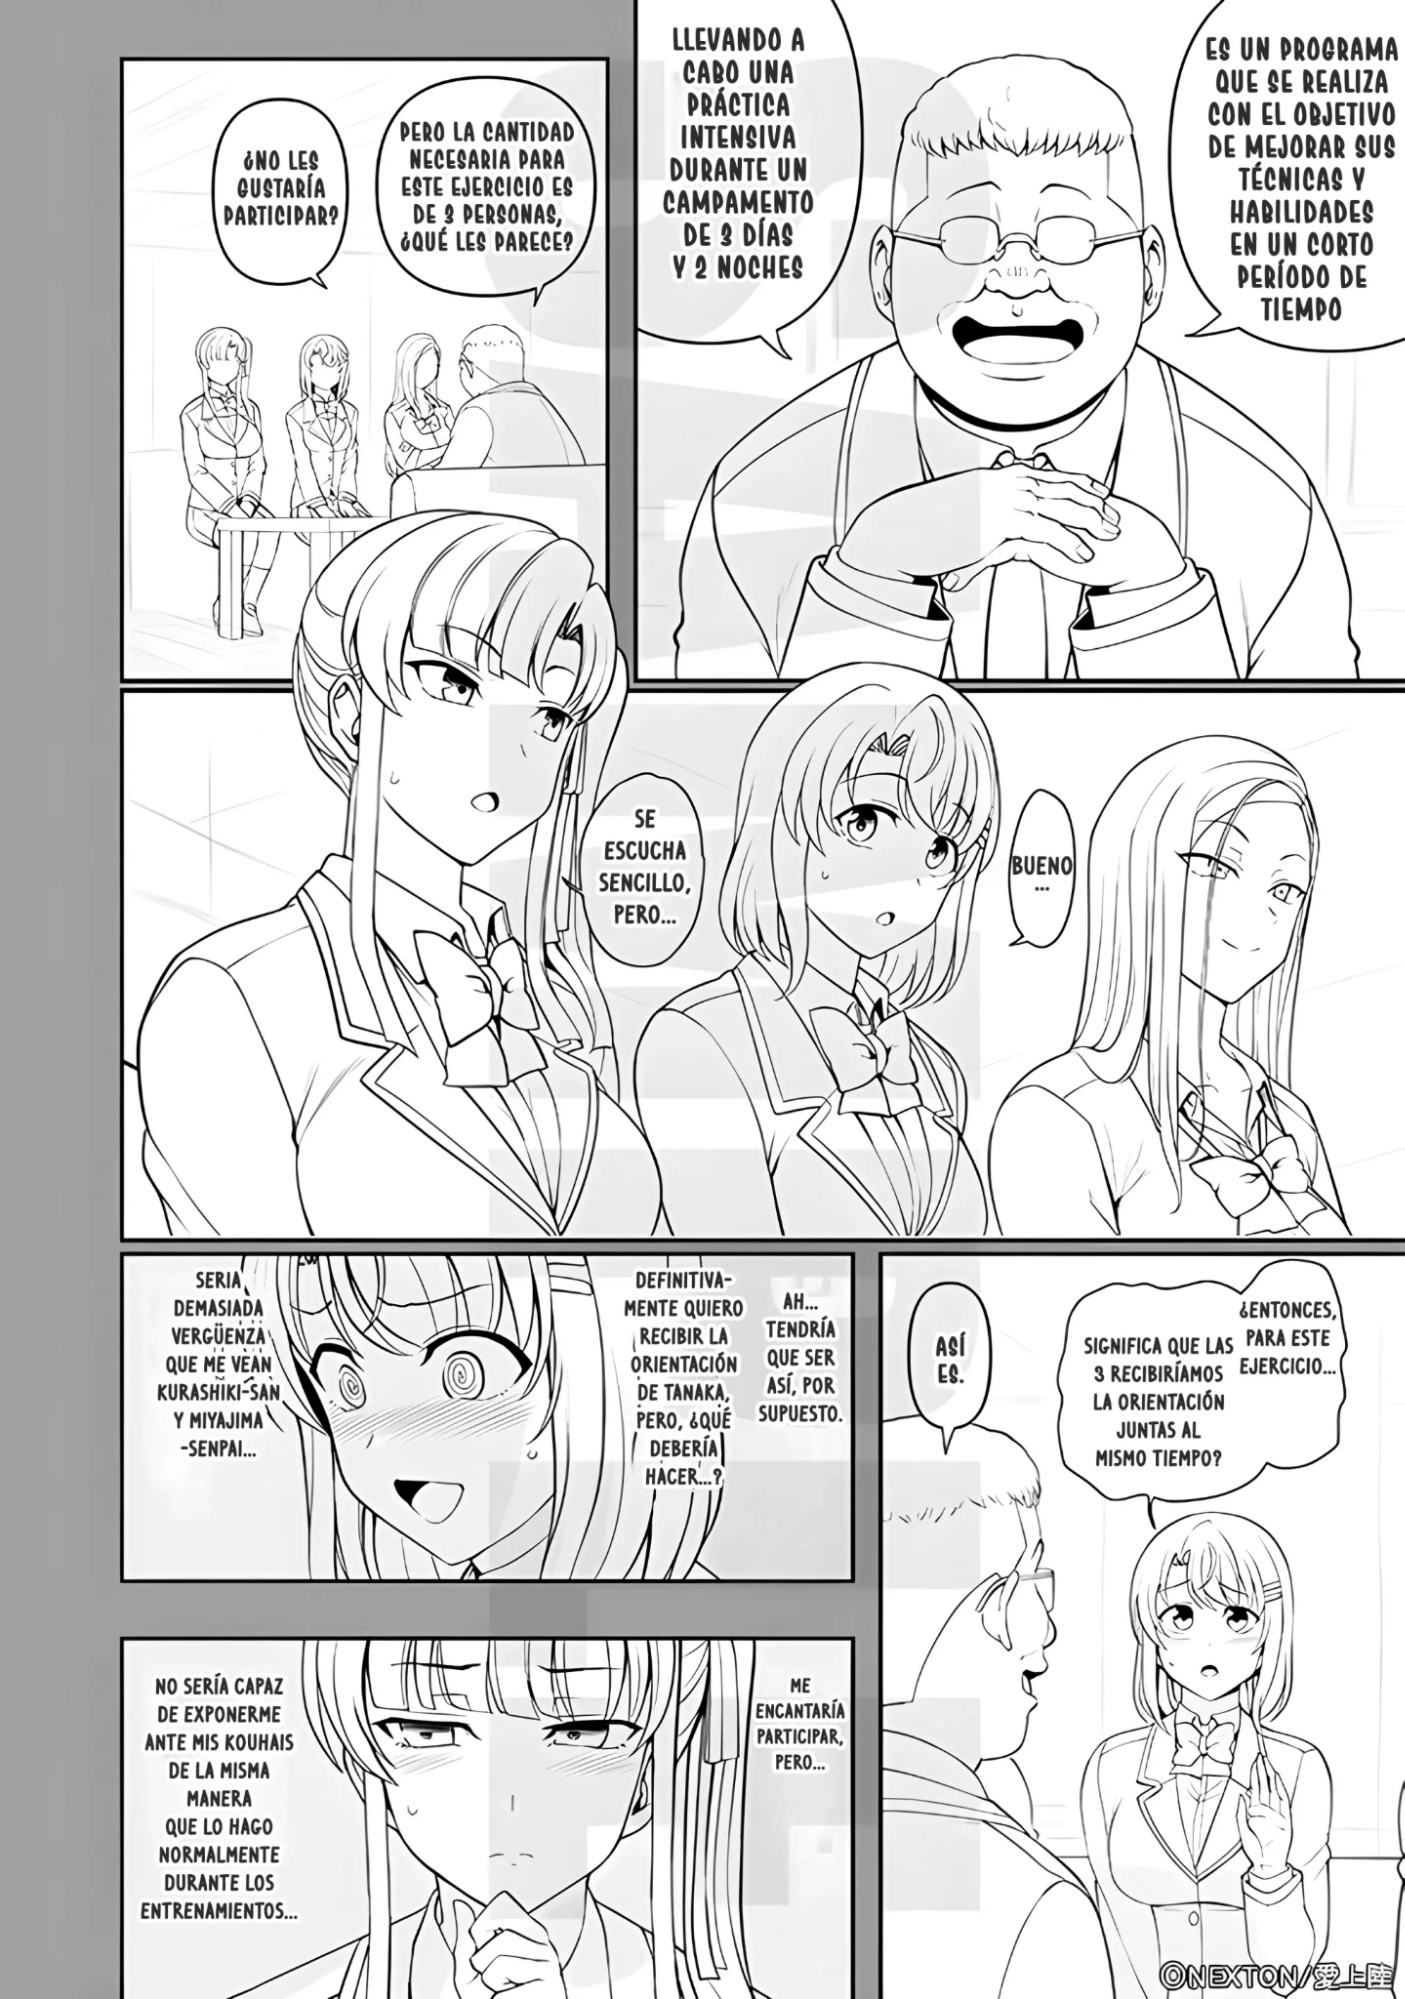 ES UN PROGRAMA
QUE SE REALIZA
CON EL OBJETIVO
DE MEJORAR SUS
TÉCNICAS Y
HABILIDADES
EN UN CORTO
PERÍODO DE
TIEMPO
LLEVANDO A
CABO UNA
PRÁCTICA
INTENSIVA
DURANTE UN
CAMPAMENTO
DE 3 DÍAS
Y 2 NOCHES
PERO LA CANTIDAD
NECESARIA PARA
ESTE EJERCICIO ES
DE 3 PERSONAS,
¿QUÉ LES PARECE?
¿NO LES
GUSTARÍA
PARTICIPAR?
BUENO
...
SE
ESCUCHA
SENCILLO,
PERO...
¿ENTONCES,
PARA ESTE
EJERCICIO...
SIGNIFICA QUE LAS
3 RECIBIRÍAMOS
LA ORIENTACIÓN
JUNTAS AL
MISMO TIEMPO?
ASÍ
ES.
AH...
TENDRÍA
QUE SER
ASÍ, POR
SUPUESTO.
DEFINITIVA-
MENTE QUIERO
RECIBIR LA
ORIENTACIÓN
DE TANAKA,
PERO, ¿QUÉ
DEBERÍA
HACER...?
SERIA
DEMASIADA
VERGÜENZA
QUE ME VEAN
KURASHIKI-SAN
Y MIYAJIMA
-SENPAI...
ME
ENCANTARÍA
PARTICIPAR,
PERO...
NO SERÍA CAPAZ
DE EXPONERME
ANTE MIS KOUHAIS
DE LA MISMA
MANERA
QUE LO HAGO
NORMALMENTE
DURANTE LOS
ENTRENAMIENTOS...
©NEXTON/愛上陸